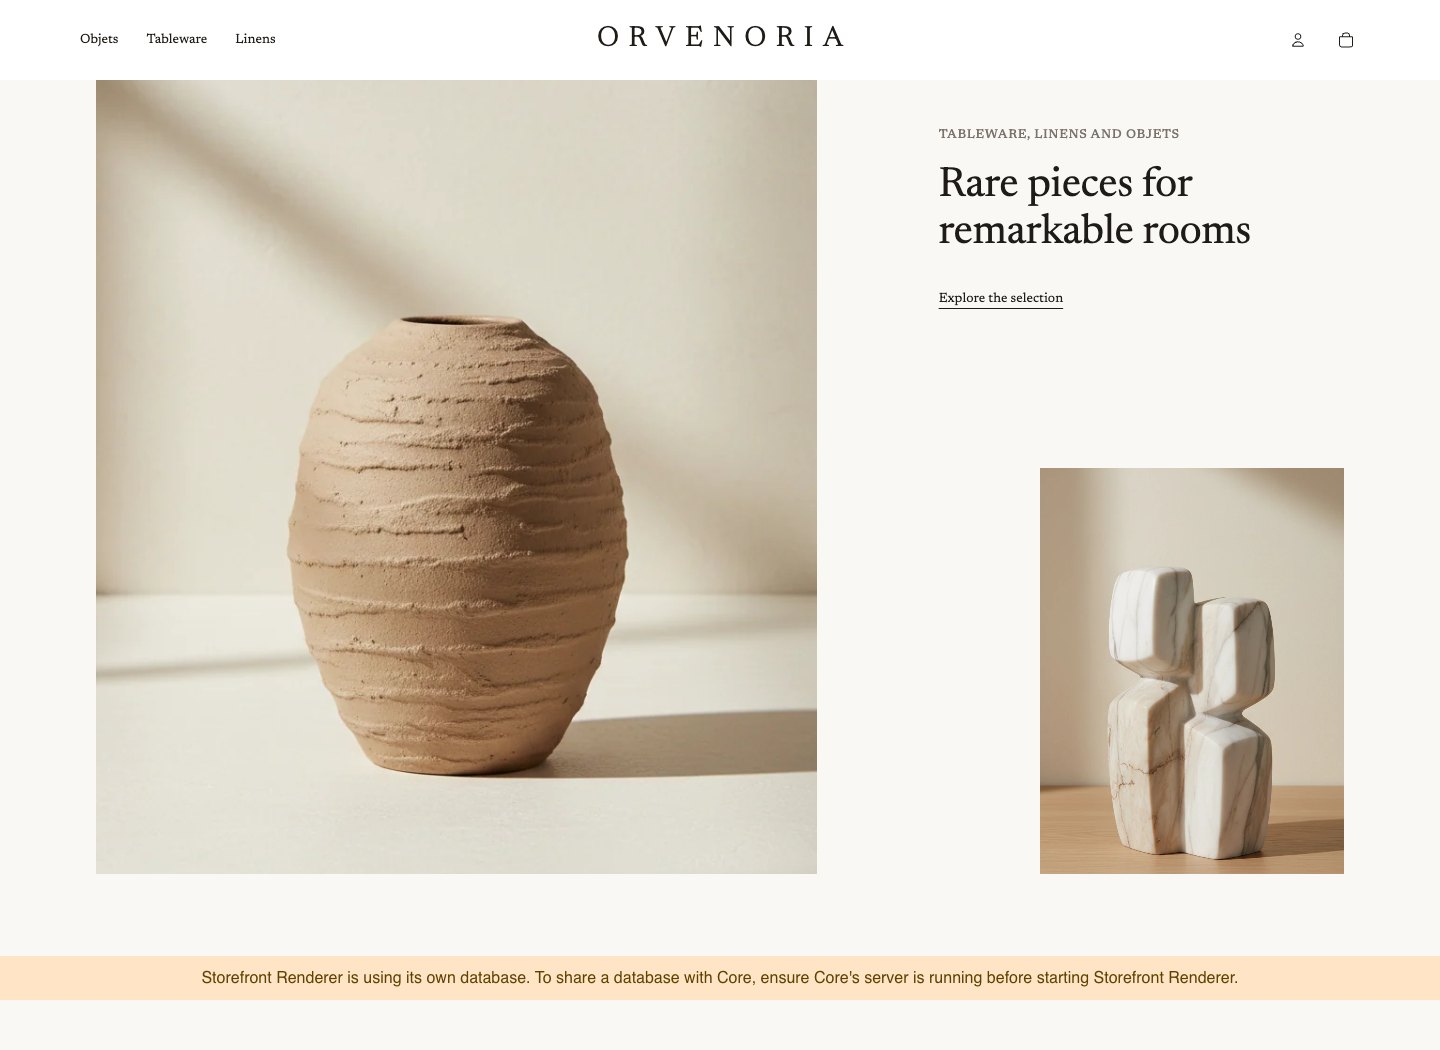 Objets
Tableware
Linens
ORVENORIA
TABLEWARE, LINENS AND OBJETS
Rare pieces for
remarkable rooms
Explore the selection
Storefront Renderer is using its own database. To share a database with Core, ensure Core's server is running before starting Storefront Renderer.